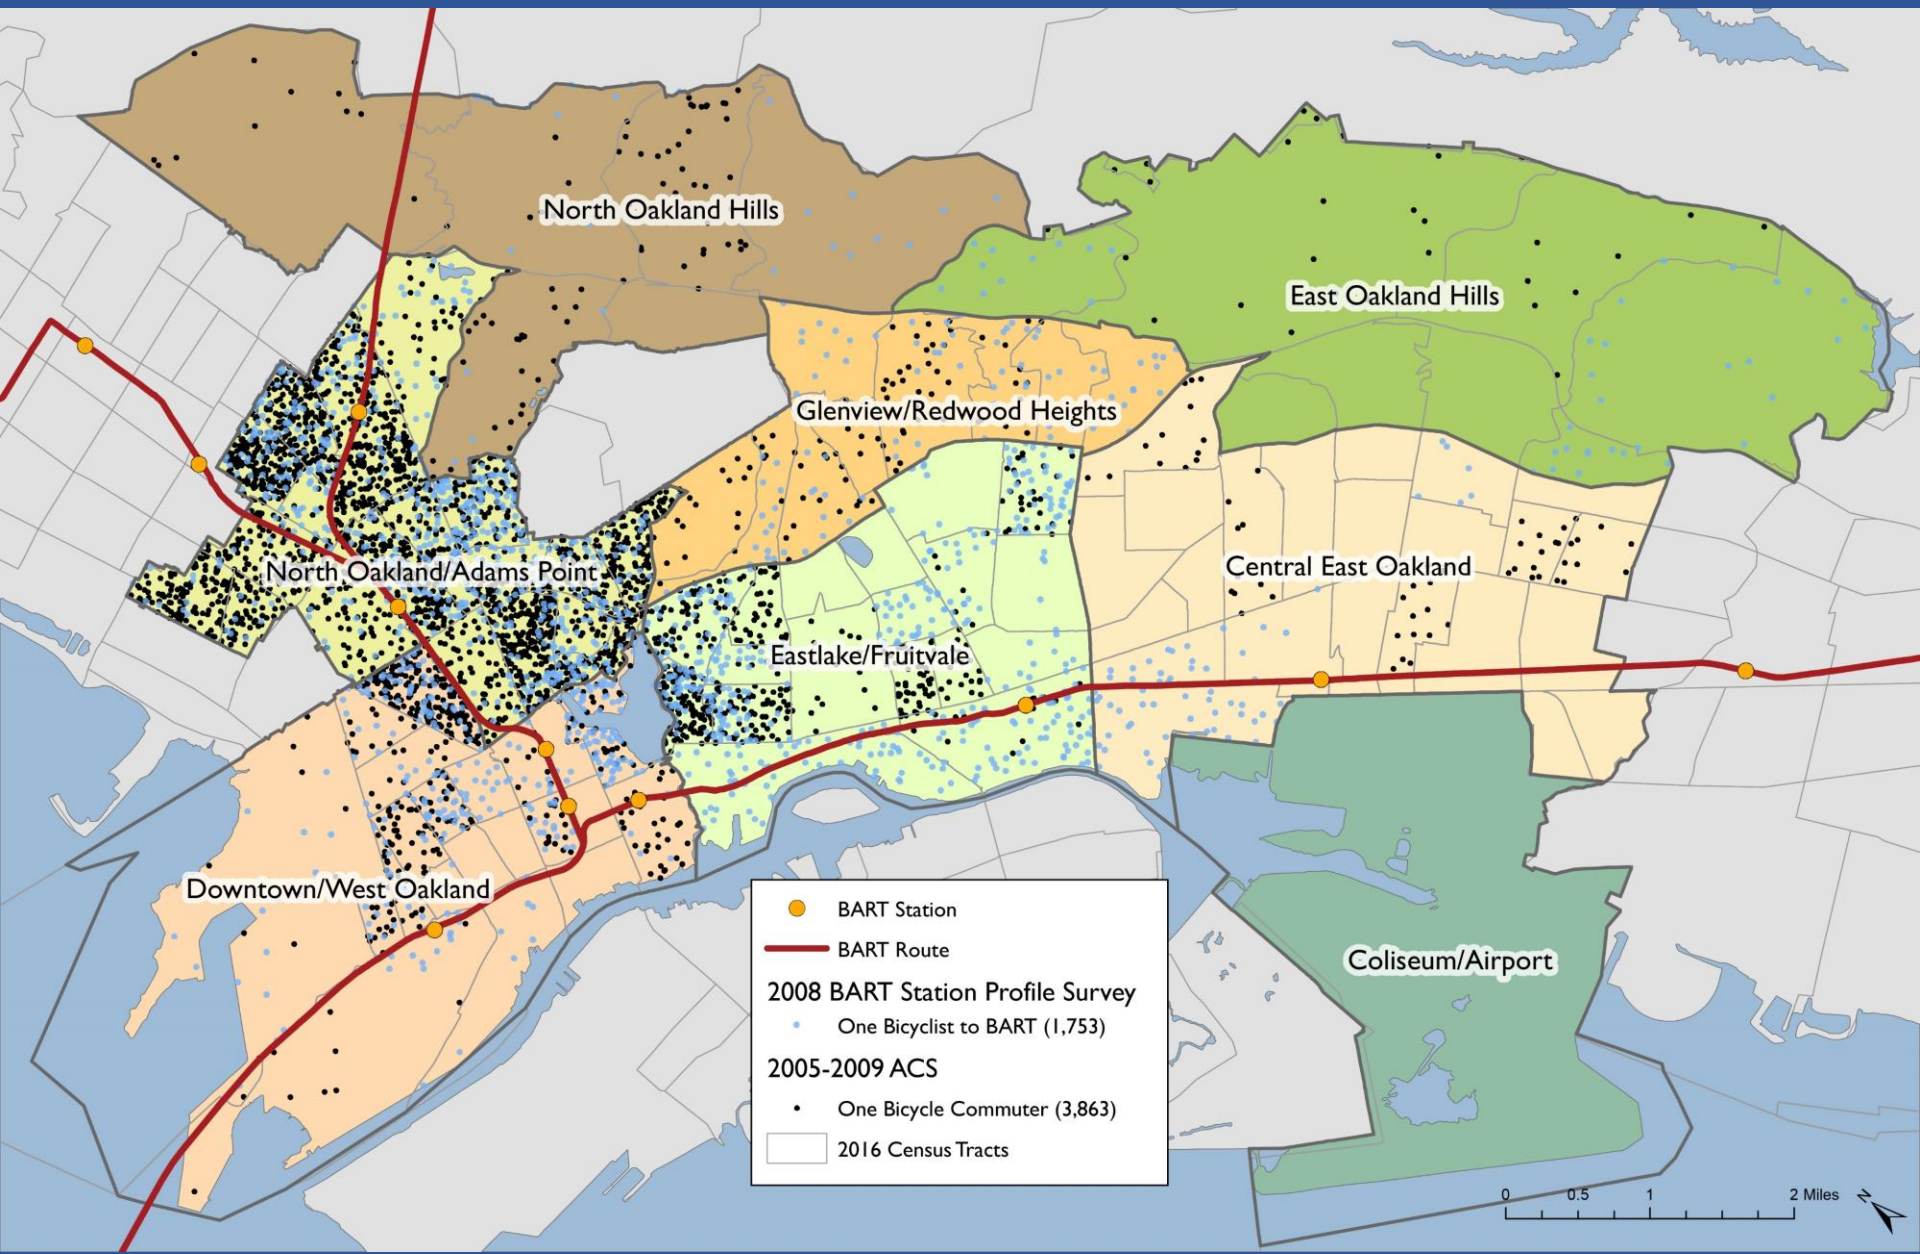 North Oakland Hills
East Oakland Hills
Glenview/Redwood Heights
North Oakland/Adams Point
Central East Oakland
Eastlake/Fruitvale
Downtown/West Oakland
Coliseum/Airport
BART Station
BART Route
2008 BART Station Profile Survey
One Bicyclist to BART (1,753)
2005-2009 ACS
One Bicycle Commuter (3,863)
2016 Census Tracts
0 0.5 1 2 Miles
N